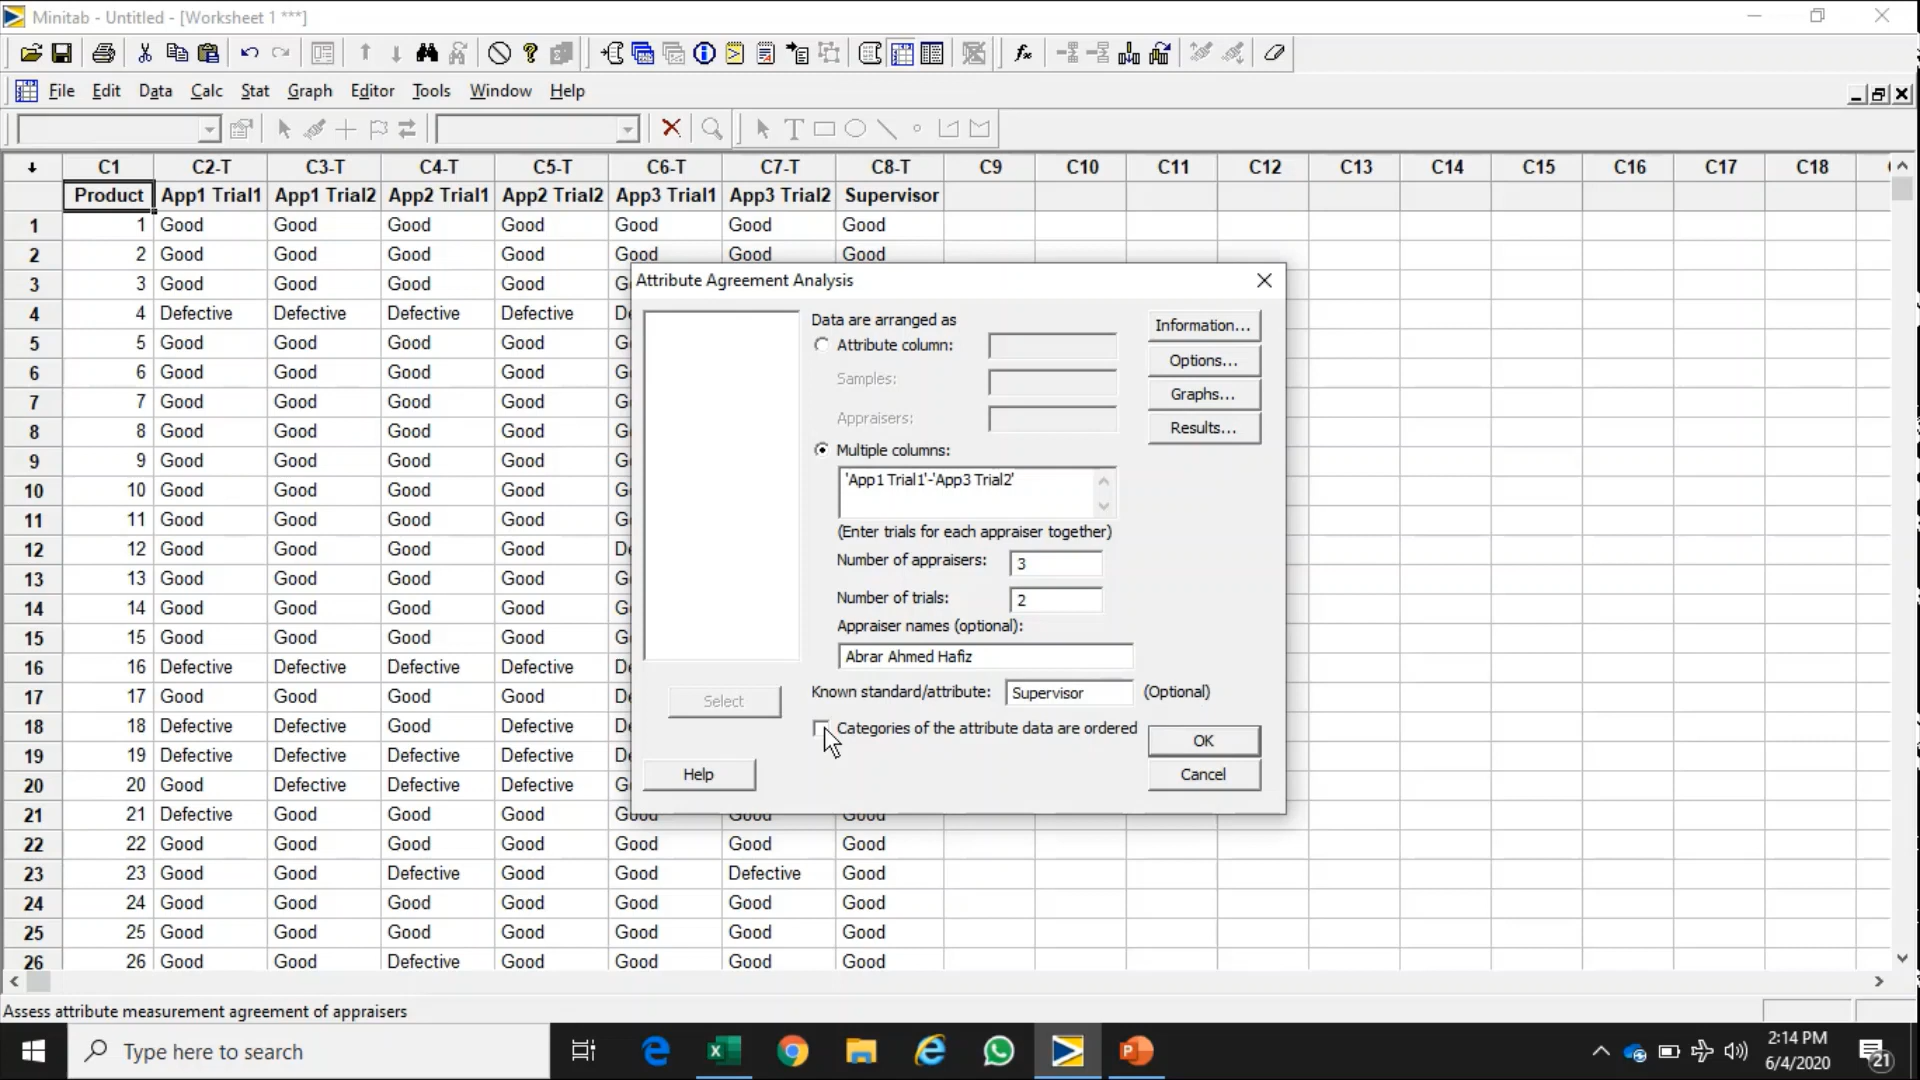 Minitab - Untitled - [Worksheet 1 ***]
File Edit Data Calc Stat Graph Editor Tools Window Help
C1 C2-T C3-T C4-T C5-T C6-T C7-T C8-T C9 C10 C11 C12 C13 C14 C15 C16 C17 C18
Product App1 Trial1 App1 Trial2 App2 Trial1 App2 Trial2 App3 Trial1 App3 Trial2 Supervisor
1 1 Good Good Good Good Good Good Good
2 2 Good Good Good Good Good Good Good
3 3 Good Good Good Good
4 4 Defective Defective Defective Defective
5 5 Good Good Good Good
6 6 Good Good Good Good
7 7 Good Good Good Good
8 8 Good Good Good Good
9 9 Good Good Good Good
10 10 Good Good Good Good
11 11 Good Good Good Good
12 12 Good Good Good Good
13 13 Good Good Good Good
14 14 Good Good Good Good
15 15 Good Good Good Good
16 16 Defective Defective Defective Defective
17 17 Good Good Good Good
18 18 Defective Defective Good Defective
19 19 Defective Defective Defective Defective
20 20 Good Defective Defective Defective
21 21 Defective Good Good Good Good Good Good
22 22 Good Good Good Good Good Good Good
23 23 Good Good Defective Good Good Defective Good
24 24 Good Good Good Good Good Good Good
25 25 Good Good Good Good Good Good Good
26 26 Good Good Defective Good Good Good Good
Attribute Agreement Analysis
Data are arranged as
Attribute column:
Samples:
Appraisers:
Multiple columns:
'App1 Trial1'-'App3 Trial2'
(Enter trials for each appraiser together)
Number of appraisers: 3
Number of trials: 2
Appraiser names (optional):
Abrar Ahmed Hafiz
Known standard/attribute: Supervisor (Optional)
Categories of the attribute data are ordered
Information...
Options...
Graphs...
Results...
Select
Help
OK
Cancel
Assess attribute measurement agreement of appraisers
Type here to search
2:14 PM
6/4/2020
21